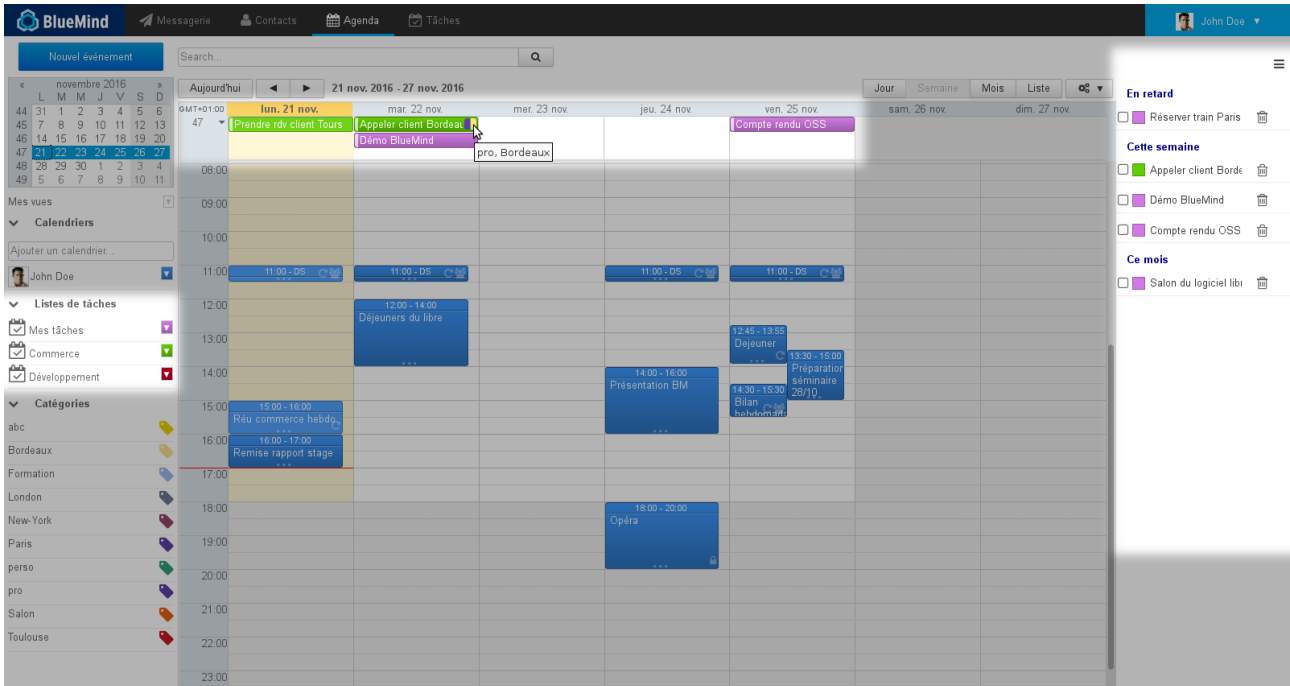 BlueMind Messagerie Contacts Agenda Tâches John Doe
Nouvel événement Search...
« novembre 2016 »
L M M J V S D
44 31 1 2 3 4 5 6
45 7 8 9 10 11 12 13
46 14 15 16 17 18 19 20
47 21 22 23 24 25 26 27
48 28 29 30 1 2 3 4
49 5 6 7 8 9 10 11
Mes vues
Calendriers
Ajouter un calendrier...
John Doe
Listes de tâches
Mes tâches
Commerce
Développement
Catégories
abc
Bordeaux
Formation
London
New-York
Paris
perso
pro
Salon
Toulouse
Aujourd'hui 21 nov. 2016 - 27 nov. 2016 Jour Semaine Mois Liste
GMT+01:00 lun. 21 nov. mar. 22 nov. mer. 23 nov. jeu. 24 nov. ven. 25 nov. sam. 26 nov. dim. 27 nov.
47 Prendre rdv client Tours Appeler client Bordeau Compte rendu OSS
Démo BlueMind
pro, Bordeaux
08:00
09:00
10:00
11:00 11:00 - DS 11:00 - DS 11:00 - DS 11:00 - DS
12:00 12:00 - 14:00
Déjeuners du libre
12:45 - 13:55
13:00 Dejeuner
13:30 - 15:00
Préparation
séminaire
28/10,
14:00 14:00 - 16:00
Présentation BM
14:30 - 15:30
Bilan
hebdomada
15:00 15:00 - 16:00
Réu commerce hebdo
16:00 16:00 - 17:00
Remise rapport stage
17:00
18:00 18:00 - 20:00
Opéra
19:00
20:00
21:00
22:00
23:00
En retard
Réserver train Paris
Cette semaine
Appeler client Borde
Démo BlueMind
Compte rendu OSS
Ce mois
Salon du logiciel libr